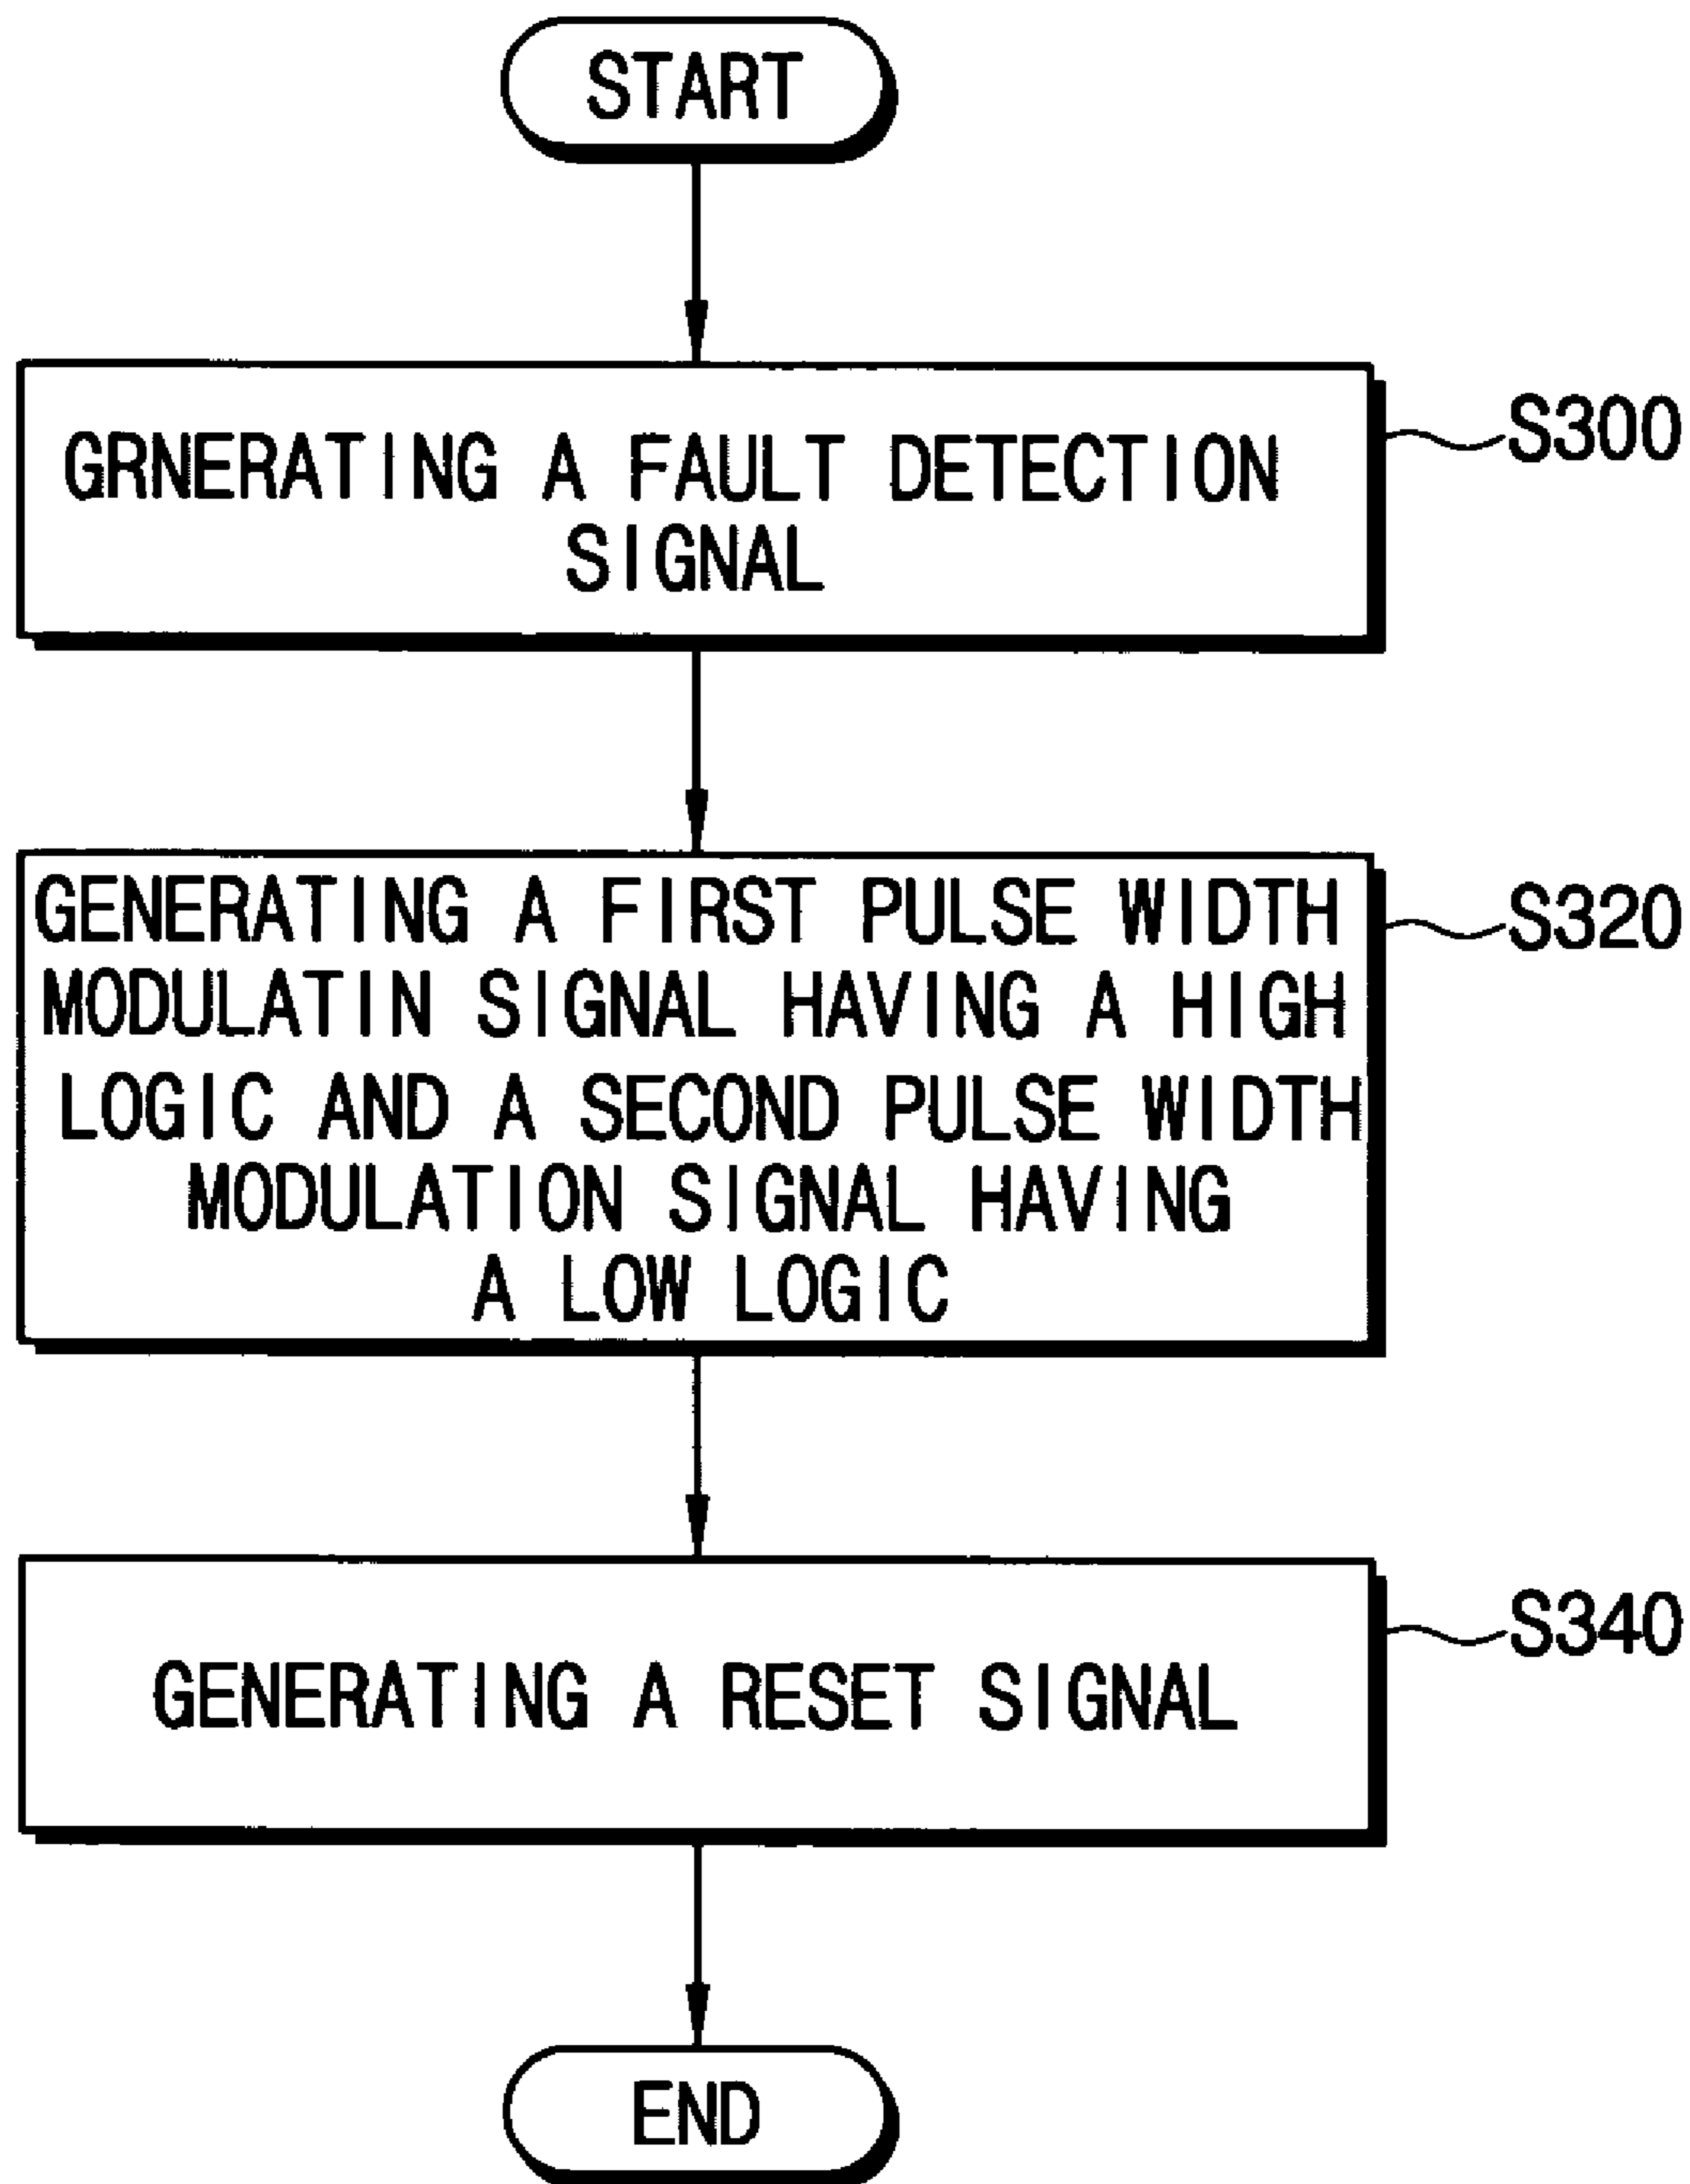 START
GRNERATING A FAULT DETECTION
SIGNAL
S300
GENERATING A FIRST PULSE WIDTH
MODULATIN SIGNAL HAVING A HIGH
LOGIC AND A SECOND PULSE WIDTH
MODULATION SIGNAL HAVING
A LOW LOGIC
S320
GENERATING A RESET SIGNAL
S340
END